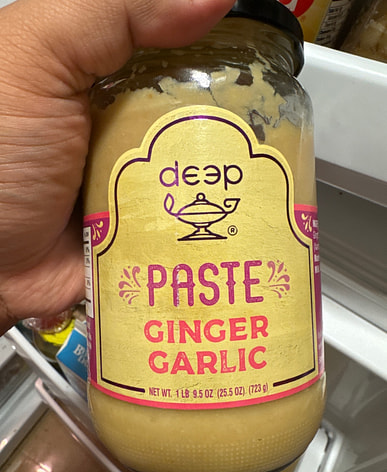 deep
®
PASTE
GINGER
GARLIC
NET WT. 1 LB 9.5 OZ (25.5 OZ) (723 g)